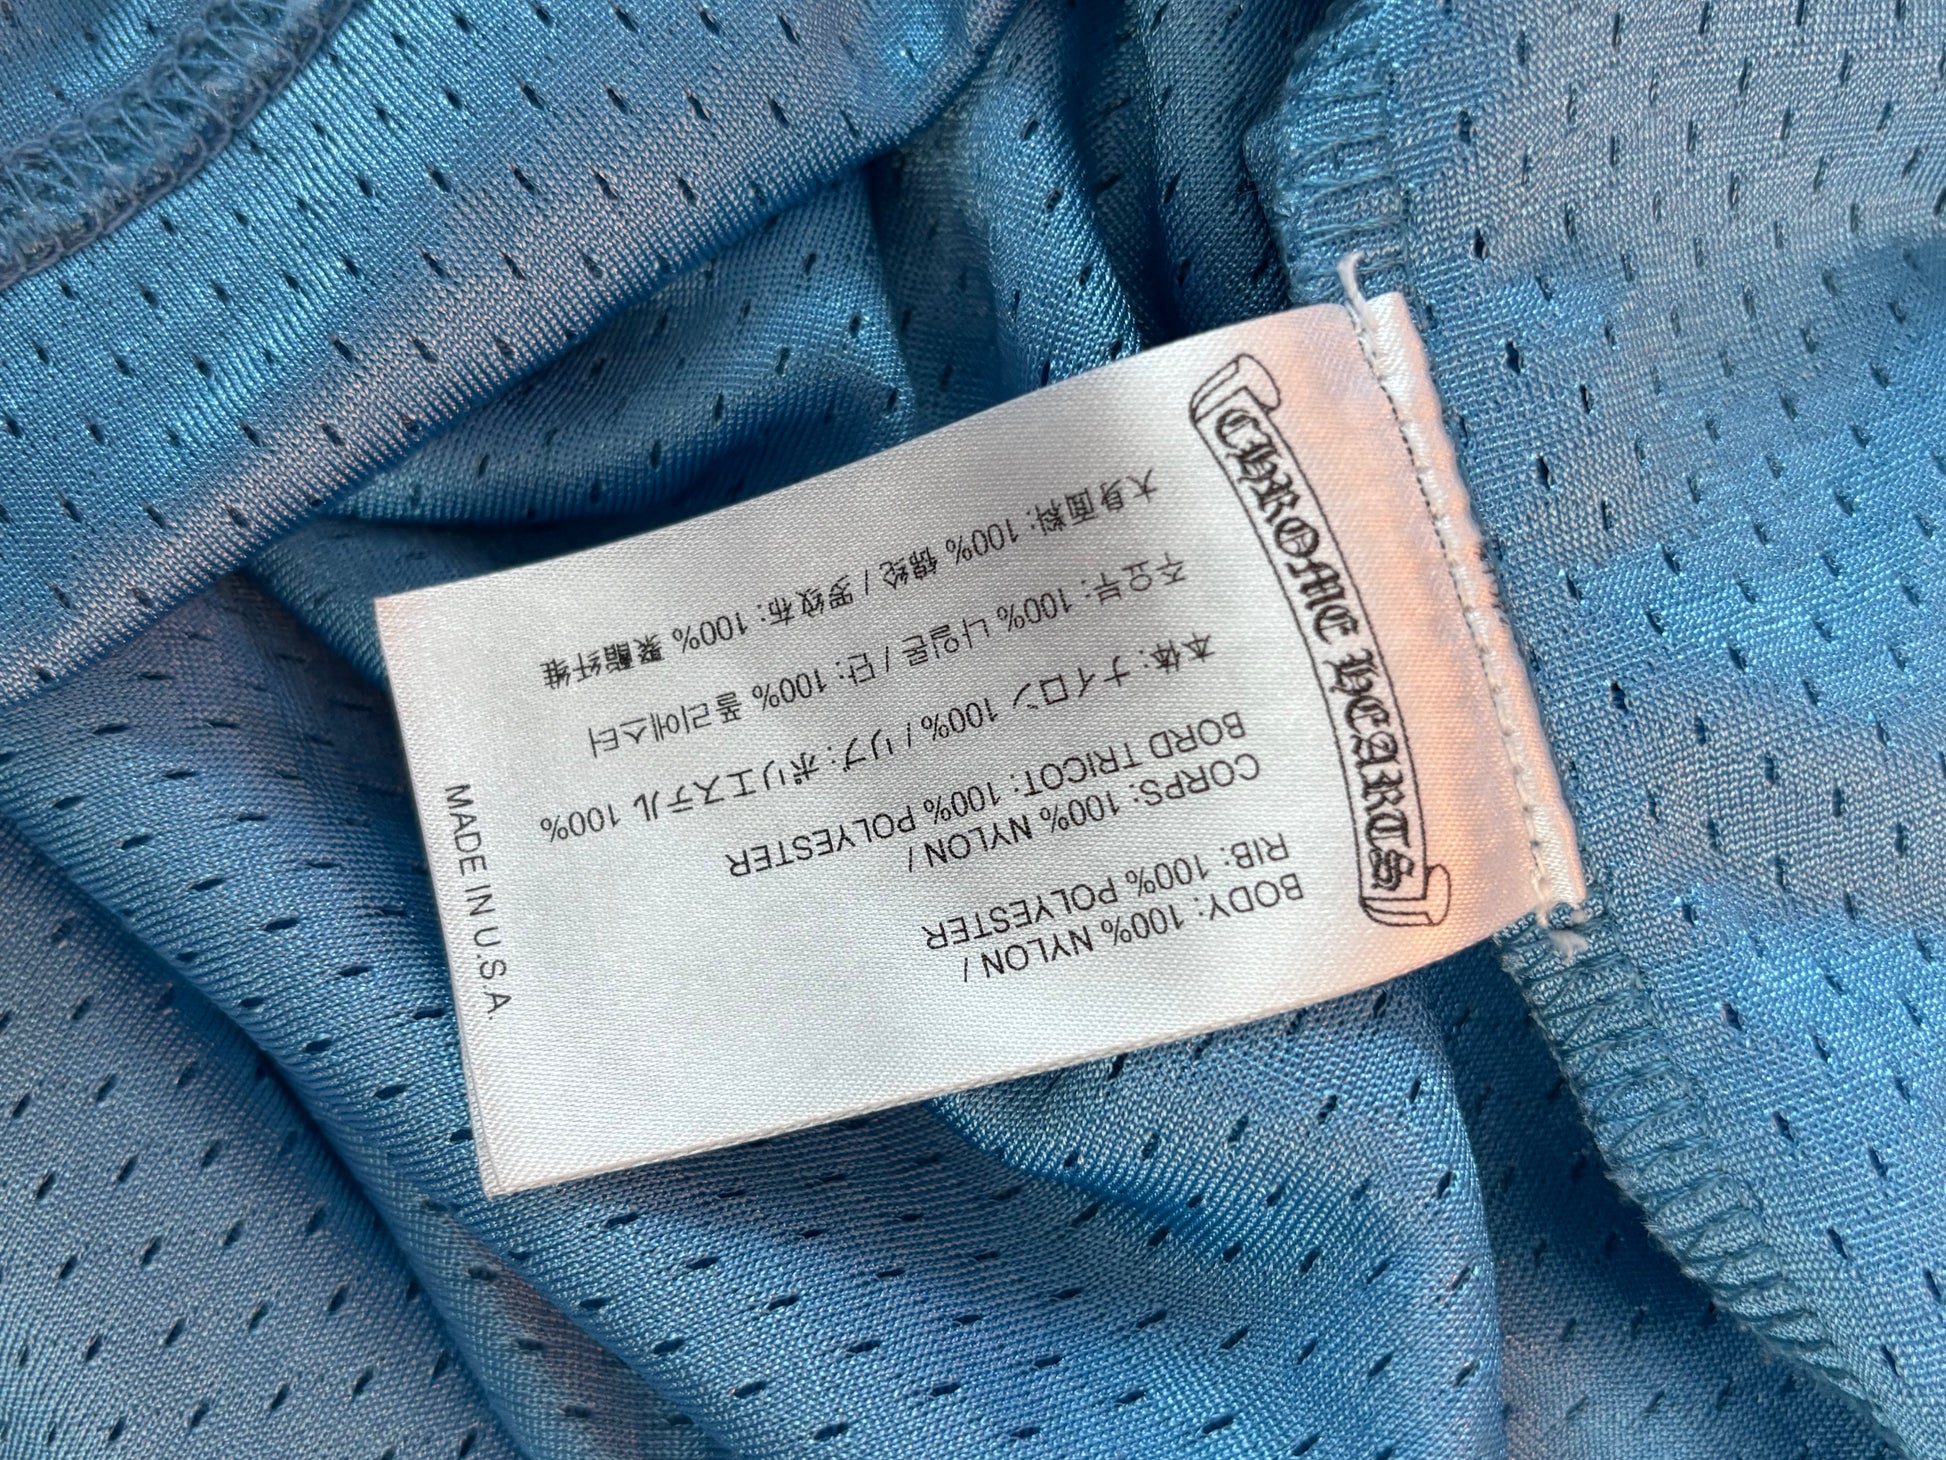 CHROME HEARTS
BODY: 100% NYLON /
RIB: 100% POLYESTER
CORPS: 100% NYLON /
BORD TRICOT: 100% POLYESTER
本体: ナイロン 100% / リブ: ポリエステル 100%
주요부: 100% 나일론 / 단: 100% 폴리에스터
大身面料: 100% 锦纶 / 罗纹布: 100% 聚酯纤维
MADE IN U.S.A.